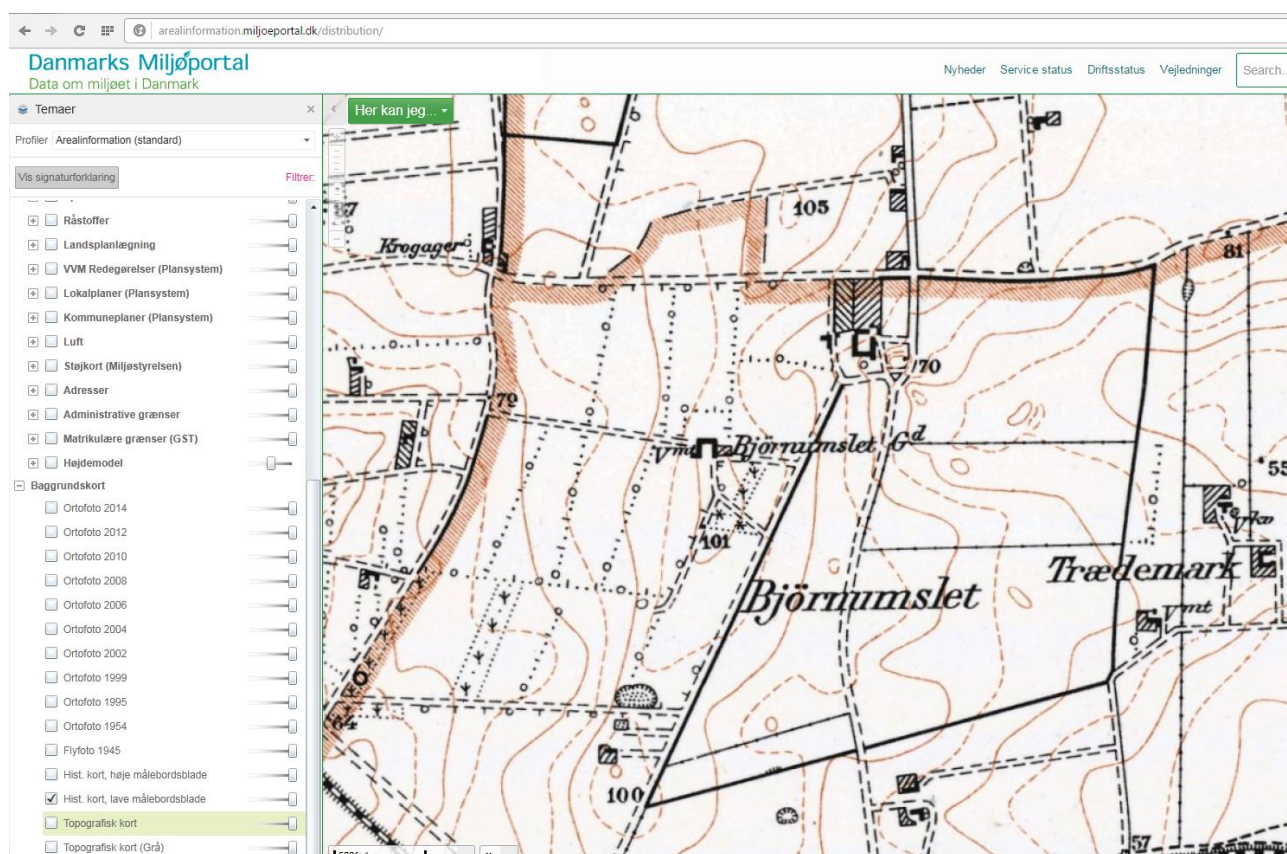 arealinformation.miljoeportal.dk/distribution/
Danmarks Miljøportal
Data om miljøet i Danmark
Nyheder Service status Driftsstatus Vejledninger Search...
Temaer ×
Profiler Arealinformation (standard)
Vis signaturforklaring Filtrer:
Råstoffer
Landsplanlægning
VVM Redegørelser (Plansystem)
Lokalplaner (Plansystem)
Kommuneplaner (Plansystem)
Luft
Støjkort (Miljøstyrelsen)
Adresser
Administrative grænser
Matrikulære grænser (GST)
Højdemodel
Baggrundskort
Ortofoto 2014
Ortofoto 2012
Ortofoto 2010
Ortofoto 2008
Ortofoto 2006
Ortofoto 2004
Ortofoto 2002
Ortofoto 1999
Ortofoto 1995
Ortofoto 1954
Flyfoto 1945
Hist. kort, høje målebordsblade
Hist. kort, lave målebordsblade
Topografisk kort
Topografisk kort (Grå)
Her kan jeg...
105
Krogager
81
70
79
Vmt Björnumslet Gd
55
101
Vkv
Trædemark
Björnumslet
Vmt
100
57